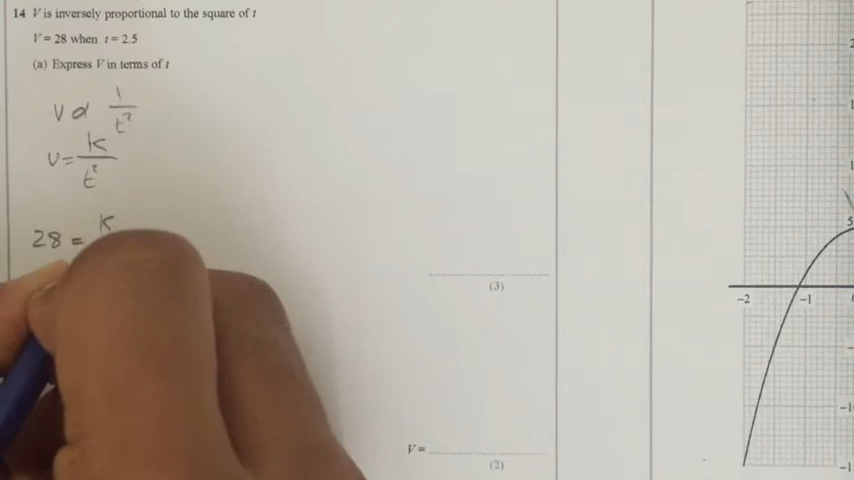 14 V is inversely proportional to the square of t
V = 28 when t = 2.5
(a) Express V in terms of t
V ∝ 1/t²
V = K/t²
28 = K
(3)
V =
(2)
-2 -1
5